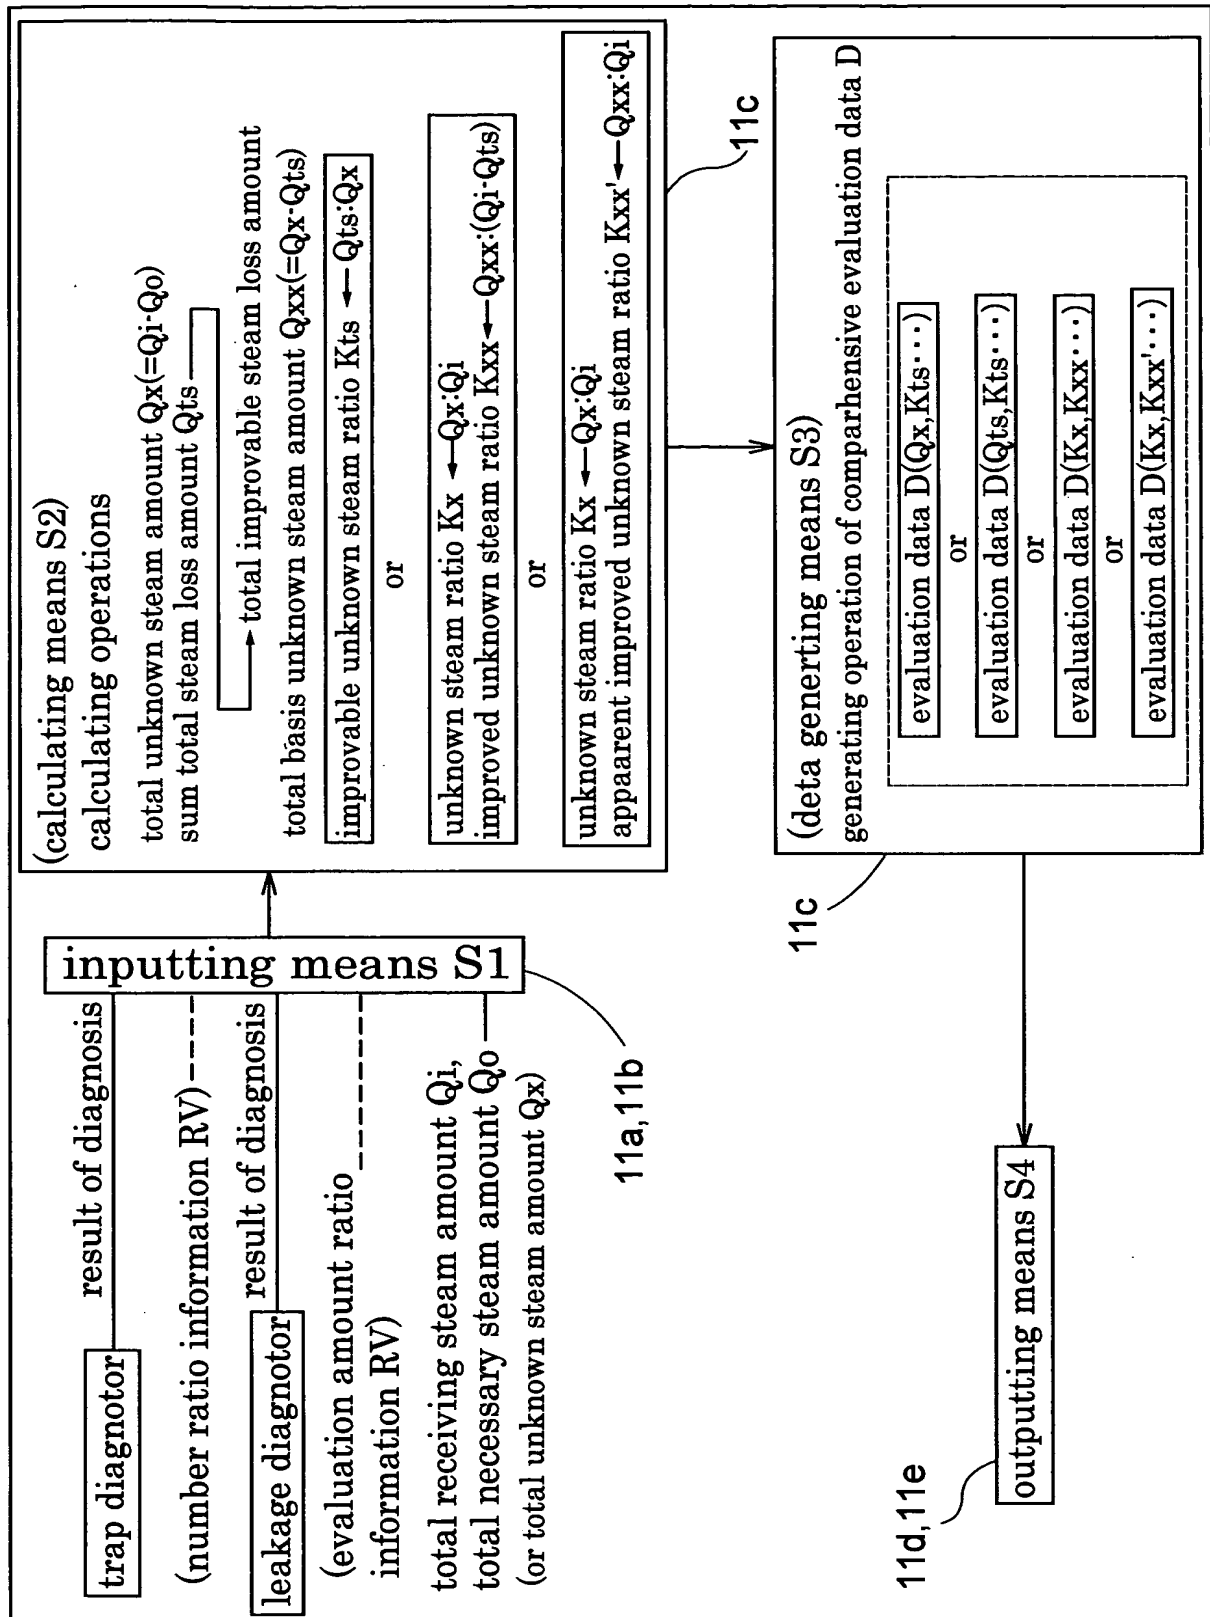 trap diagnotor
result of diagnosis
(number ratio information RV)
leakage diagnotor
result of diagnosis
(evaluation amount ratio
information RV)
total receiving steam amount Qi,
total necessary steam amount Qo
(or total unknown steam amount Qx)
inputting means S1
11a,11b
(calculating means S2)
calculating operations
total unknown steam amount Qx(=Qi-Qo)
sum total steam loss amount Qts
total improvable steam loss amount
total basis unknown steam amount Qxx(=Qx-Qts)
improvable unknown steam ratio Kts ← Qts:Qx
or
unknown steam ratio Kx ← Qx:Qi
improved unknown steam ratio Kxx ← Qxx:(Qi-Qts)
or
unknown steam ratio Kx ← Qx:Qi
appaarent improved unknown steam ratio Kxx' ← Qxx:Qi
11c
(deta generting means S3)
generating operation of comparhensive evaluation data D
evaluation data D(Qx,Kts···)
or
evaluation data D(Qts,Kts···)
or
evaluation data D(Kx,Kxx···)
or
evaluation data D(Kx,Kxx'···)
11c
outputting means S4
11d,11e